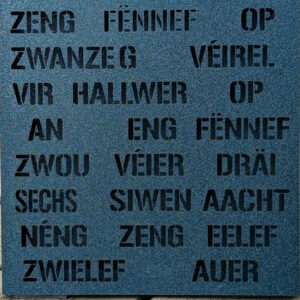 ZENG FËNNEF OP
ZWANZEG VÉIREL
VIR HALLWER OP
AN ENG FËNNEF
ZWOU VÉIER DRÄI
SECHS SIWEN AACHT
NÉNG ZENG EELEF
ZWIELEF AUER